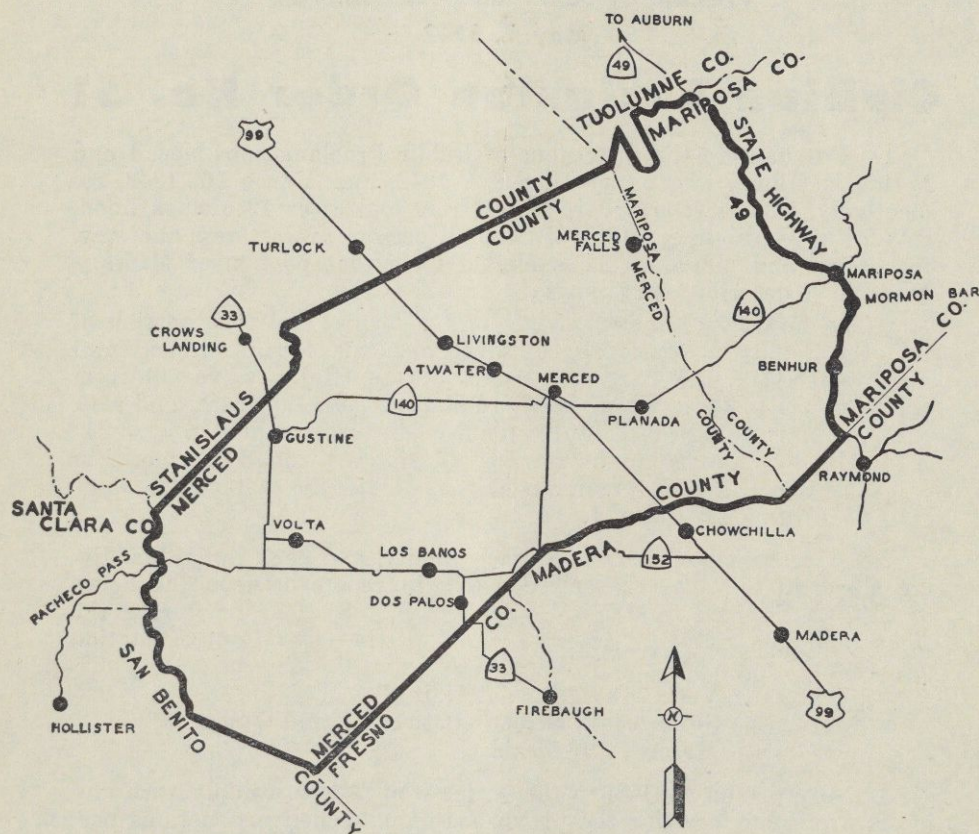 TO AUBURN
49
TUOLUMNE CO.
MARIPOSA CO.
STATE HIGHWAY
49
99
COUNTY
COUNTY
TURLOCK
MERCED
FALLS
MARIPOSA
MERCED
MARIPOSA
MORMON BAR
33
CROWS
LANDING
140
LIVINGSTON
ATWATER
MERCED
BENHUR
MARIPOSA CO.
COUNTY
140
PLANADA
GUSTINE
STANISLAUS
MERCED
COUNTY
COUNTY
RAYMOND
SANTA
CLARA CO.
COUNTY
VOLTA
CHOWCHILLA
LOS BANOS
MADERA
152
PACHECO PASS
DOS PALOS
CO.
MADERA
SAN BENITO
33
FIREBAUGH
HOLLISTER
MERCED
FRESNO
99
COUNTY